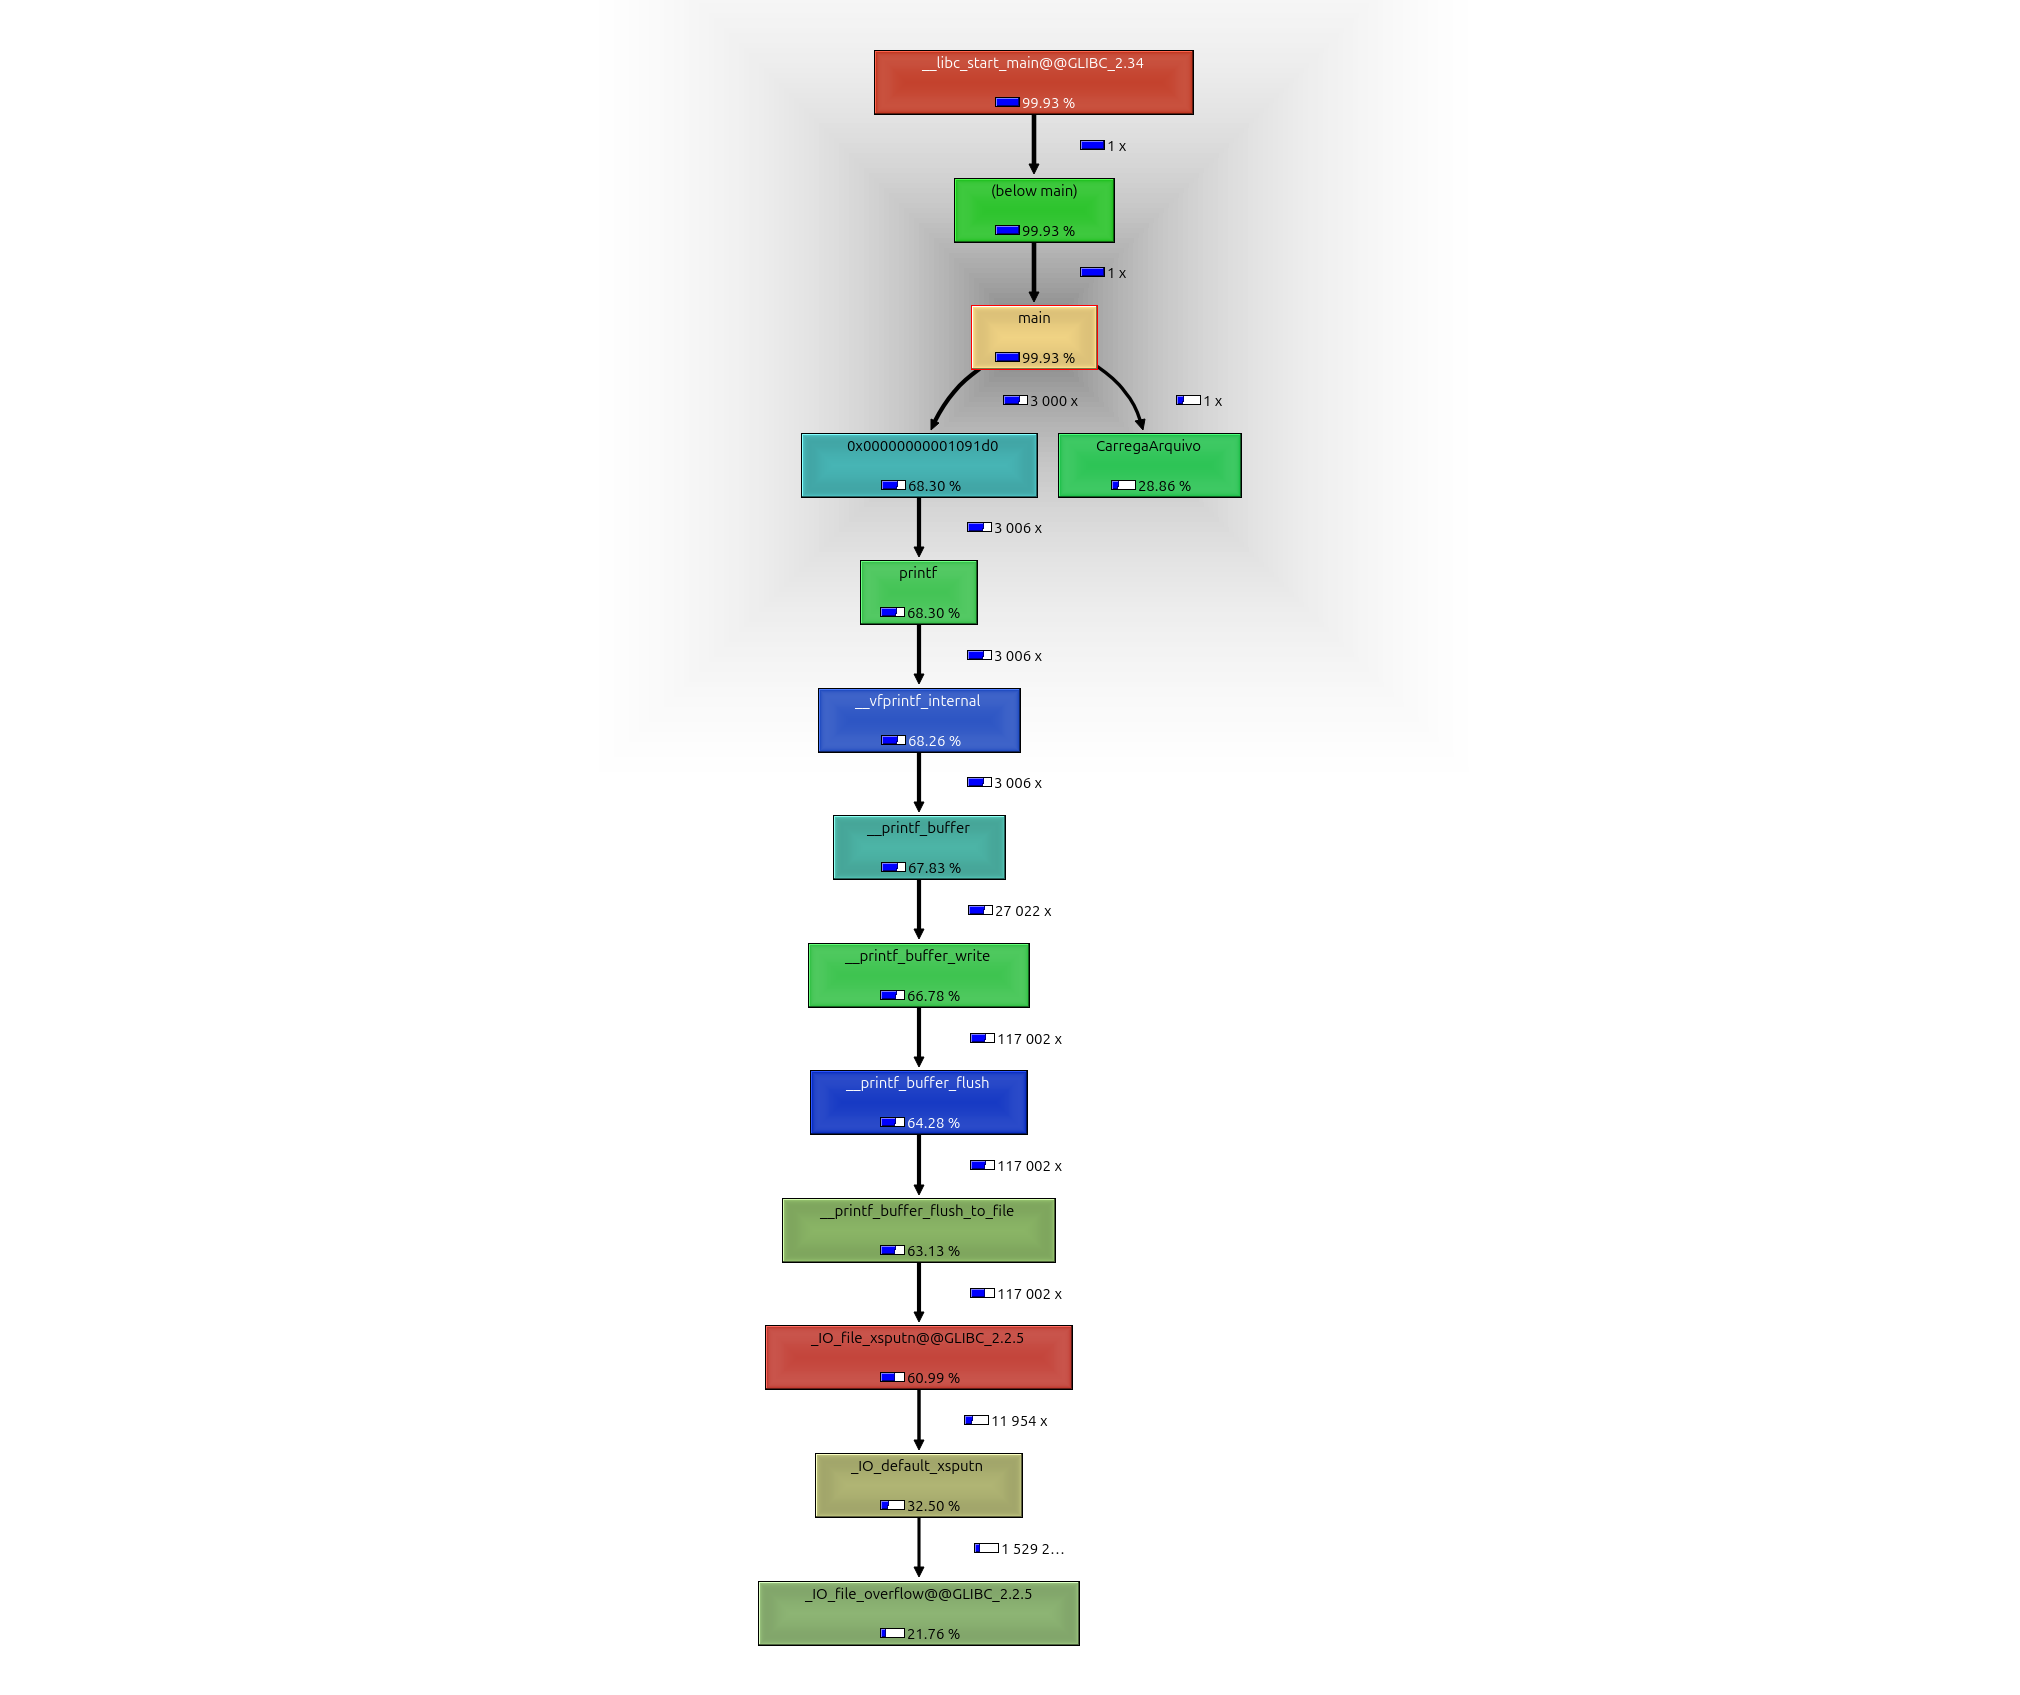 __libc_start_main@@GLIBC_2.34
99.93 %
1 x
(below main)
99.93 %
1 x
main
99.93 %
3 000 x
1 x
0x00000000001091d0
68.30 %
CarregaArquivo
28.86 %
3 006 x
printf
68.30 %
3 006 x
__vfprintf_internal
68.26 %
3 006 x
__printf_buffer
67.83 %
27 022 x
__printf_buffer_write
66.78 %
117 002 x
__printf_buffer_flush
64.28 %
117 002 x
__printf_buffer_flush_to_file
63.13 %
117 002 x
_IO_file_xsputn@@GLIBC_2.2.5
60.99 %
11 954 x
_IO_default_xsputn
32.50 %
1 529 2...
_IO_file_overflow@@GLIBC_2.2.5
21.76 %